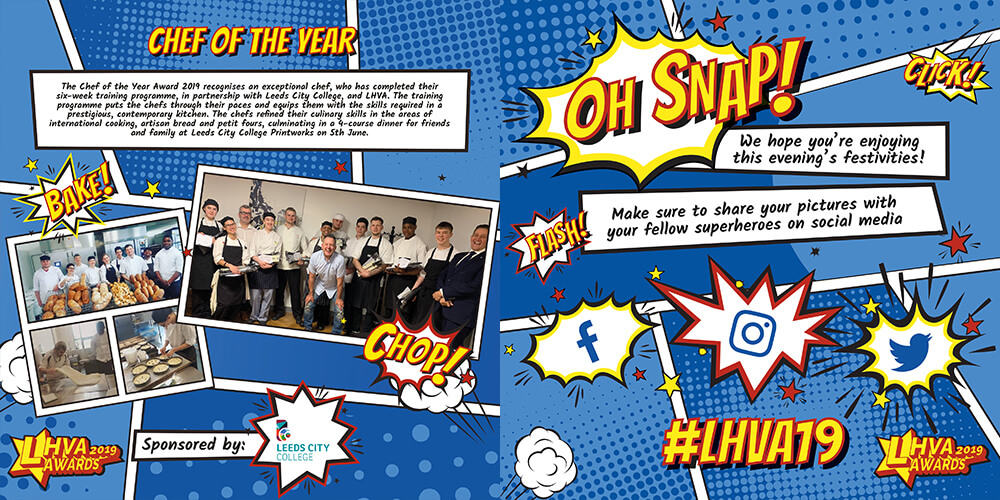 CHEF OF THE YEAR
The Chef of the Year Award 2019 recognises an exceptional chef, who has completed their
six-week training programme, in partnership with Leeds City College, and LHVA. The training
programme puts the chefs through their paces and equips them with the skills required in a
prestigious, contemporary kitchen. The chefs refined their culinary skills in the areas of
international cooking, artisan bread and petit fours, culminating in a 4-course dinner for friends
and family at Leeds City College Printworks on 5th June.
BAKE!
CHOP!
Sponsored by:
LEEDS CITY
COLLEGE
LHVA 2019
AWARDS
OH SNAP!
CLICK!
We hope you're enjoying
this evening's festivities!
Make sure to share your pictures with
your fellow superheroes on social media
FLASH!
#LHVA19
LHVA 2019
AWARDS